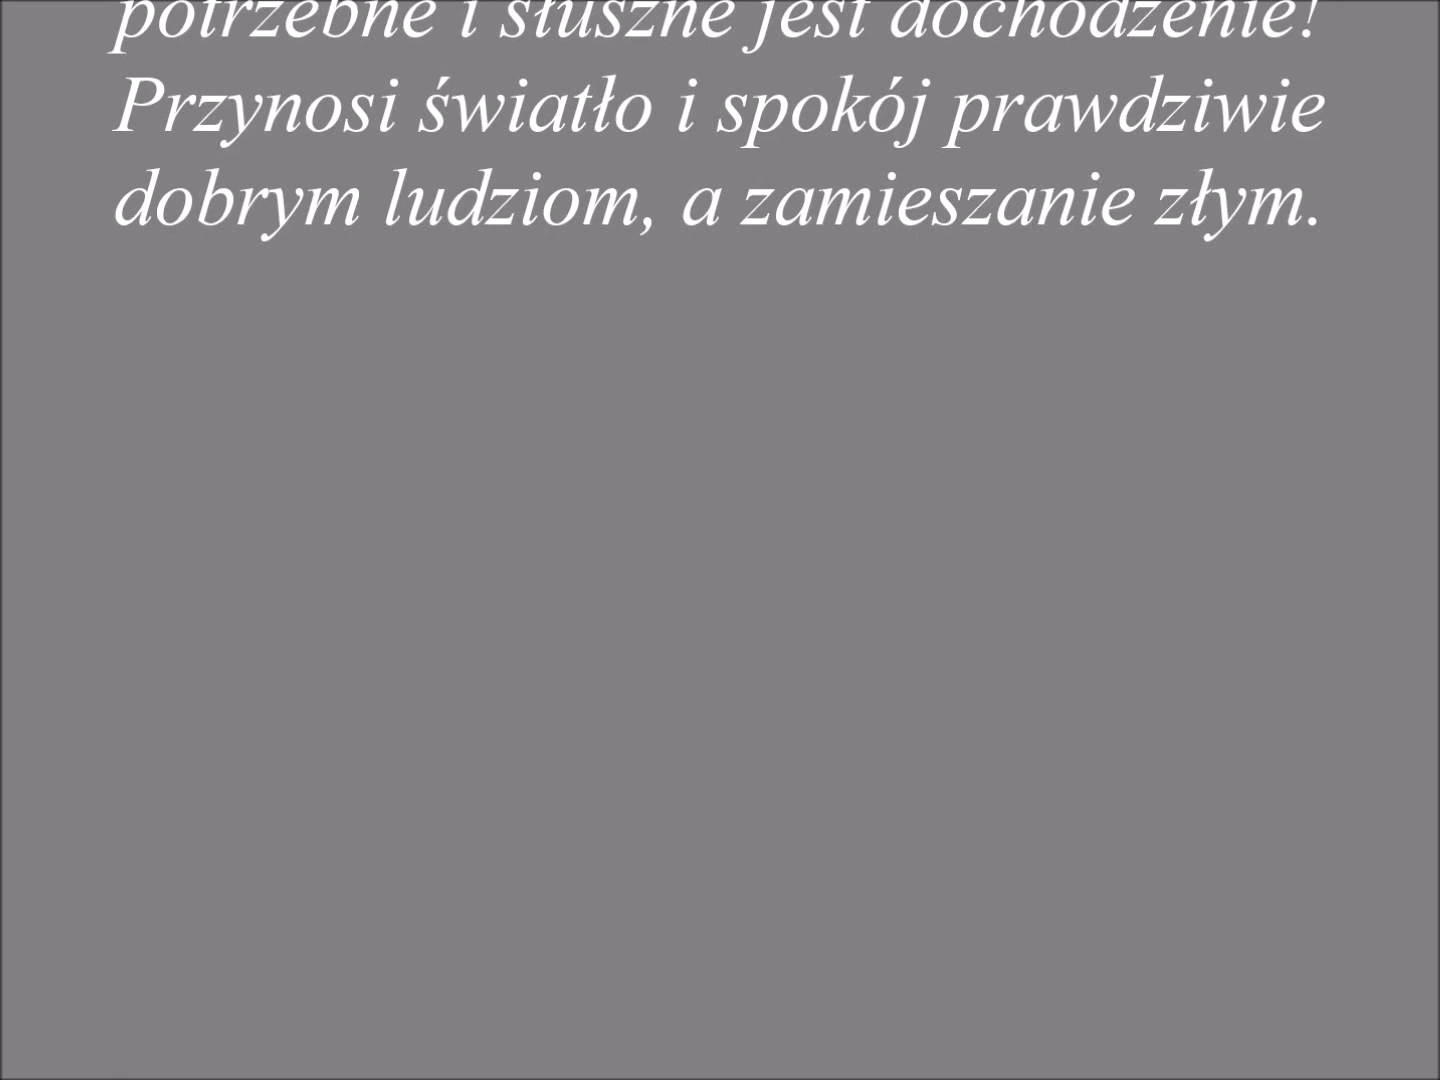 potrzebne i słuszne jest dochodzenie!
Przynosi światło i spokój prawdziwie
dobrym ludziom, a zamieszanie złym.